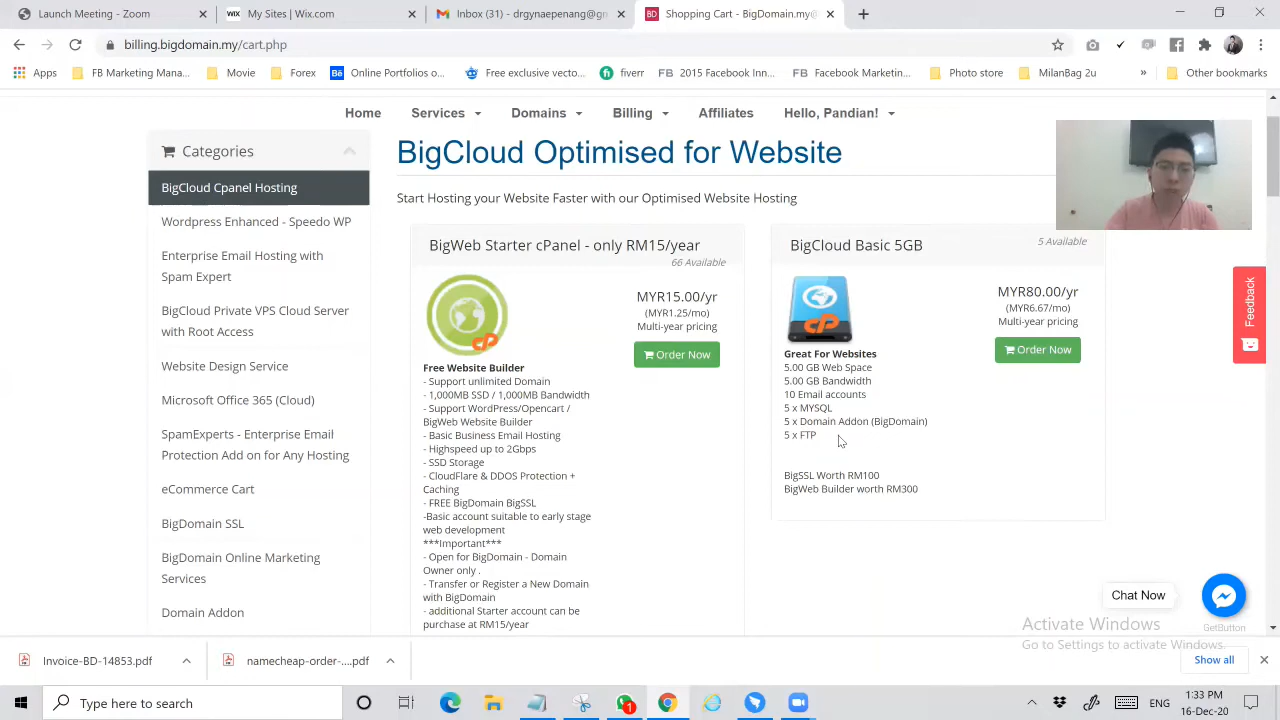 Launch Meeting - Zoom
My Sites | Wix.com
Inbox (31) - drgynaepenang@gm
Shopping Cart - BigDomain.my@
billing.bigdomain.my/cart.php
Apps
FB Marketing Mana...
Movie
Forex
Online Portfolios o...
Free exclusive vecto...
fiverr
2015 Facebook Inn...
Facebook Marketin...
Photo store
MilanBag 2u
Other bookmarks
Home
Services
Domains
Billing
Affiliates
Hello, Pandian!
Categories
BigCloud Cpanel Hosting
Wordpress Enhanced - Speedo WP
Enterprise Email Hosting with
Spam Expert
BigCloud Private VPS Cloud Server
with Root Access
Website Design Service
Microsoft Office 365 (Cloud)
SpamExperts - Enterprise Email
Protection Add on for Any Hosting
eCommerce Cart
BigDomain SSL
BigDomain Online Marketing
Services
Domain Addon
BigCloud Optimised for Website
Start Hosting your Website Faster with our Optimised Website Hosting
BigWeb Starter cPanel - only RM15/year
66 Available
MYR15.00/yr
(MYR1.25/mo)
Multi-year pricing
Order Now
Free Website Builder
- Support unlimited Domain
- 1,000MB SSD / 1,000MB Bandwidth
- Support WordPress/Opencart /
BigWeb Website Builder
- Basic Business Email Hosting
- Highspeed up to 2Gbps
- SSD Storage
- CloudFlare & DDOS Protection +
Caching
- FREE BigDomain BigSSL
-Basic account suitable to early stage
web development
***Important***
- Open for BigDomain - Domain
Owner only .
- Transfer or Register a New Domain
with BigDomain
- additional Starter account can be
purchase at RM15/year
BigCloud Basic 5GB
5 Available
MYR80.00/yr
(MYR6.67/mo)
Multi-year pricing
Order Now
Great For Websites
5.00 GB Web Space
5.00 GB Bandwidth
10 Email accounts
5 x MYSQL
5 x Domain Addon (BigDomain)
5 x FTP
BigSSL Worth RM100
BigWeb Builder worth RM300
Feedback
Chat Now
GetButton
Activate Windows
Go to Settings to activate Windows.
Invoice-BD-14853.pdf
namecheap-order-....pdf
Show all
Type here to search
1
1:33 PM
16-Dec-20